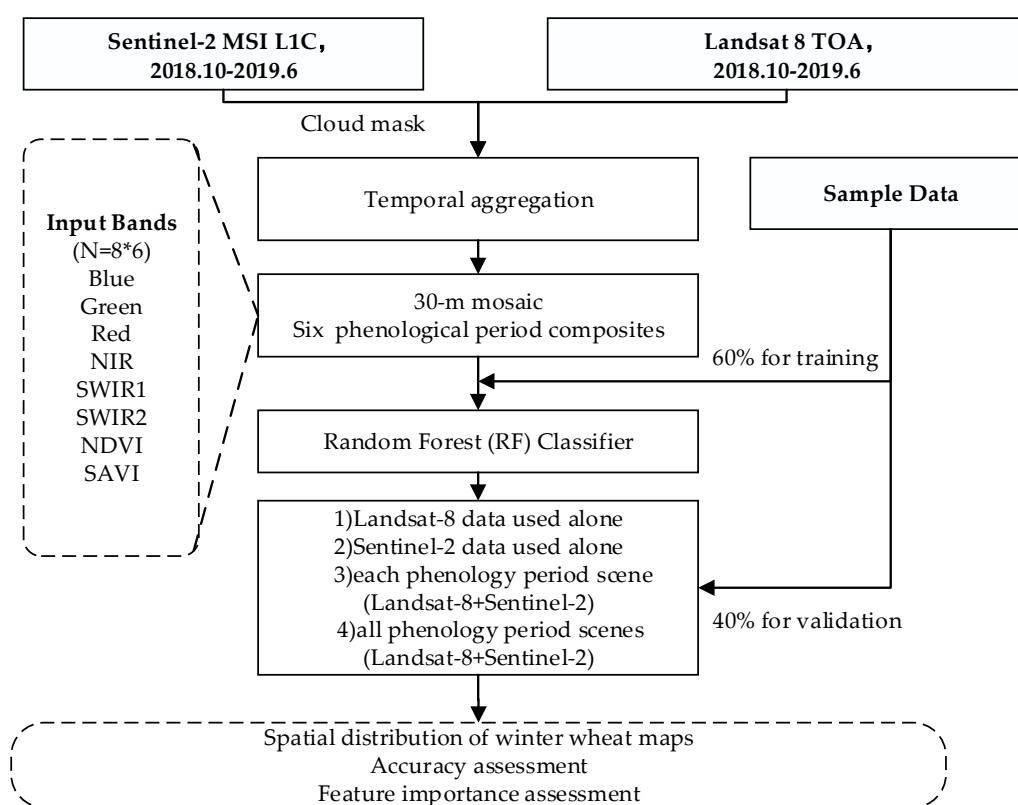 Sentinel-2 MSI L1C,
2018.10-2019.6
Landsat 8 TOA,
2018.10-2019.6
Cloud mask
Temporal aggregation
Sample Data
Input Bands
(N=8*6)
Blue
Green
Red
NIR
SWIR1
SWIR2
NDVI
SAVI
30-m mosaic
Six phenological period composites
60% for training
Random Forest (RF) Classifier
1)Landsat-8 data used alone
2)Sentinel-2 data used alone
3)each phenology period scene
(Landsat-8+Sentinel-2)
4)all phenology period scenes
(Landsat-8+Sentinel-2)
40% for validation
Spatial distribution of winter wheat maps
Accuracy assessment
Feature importance assessment